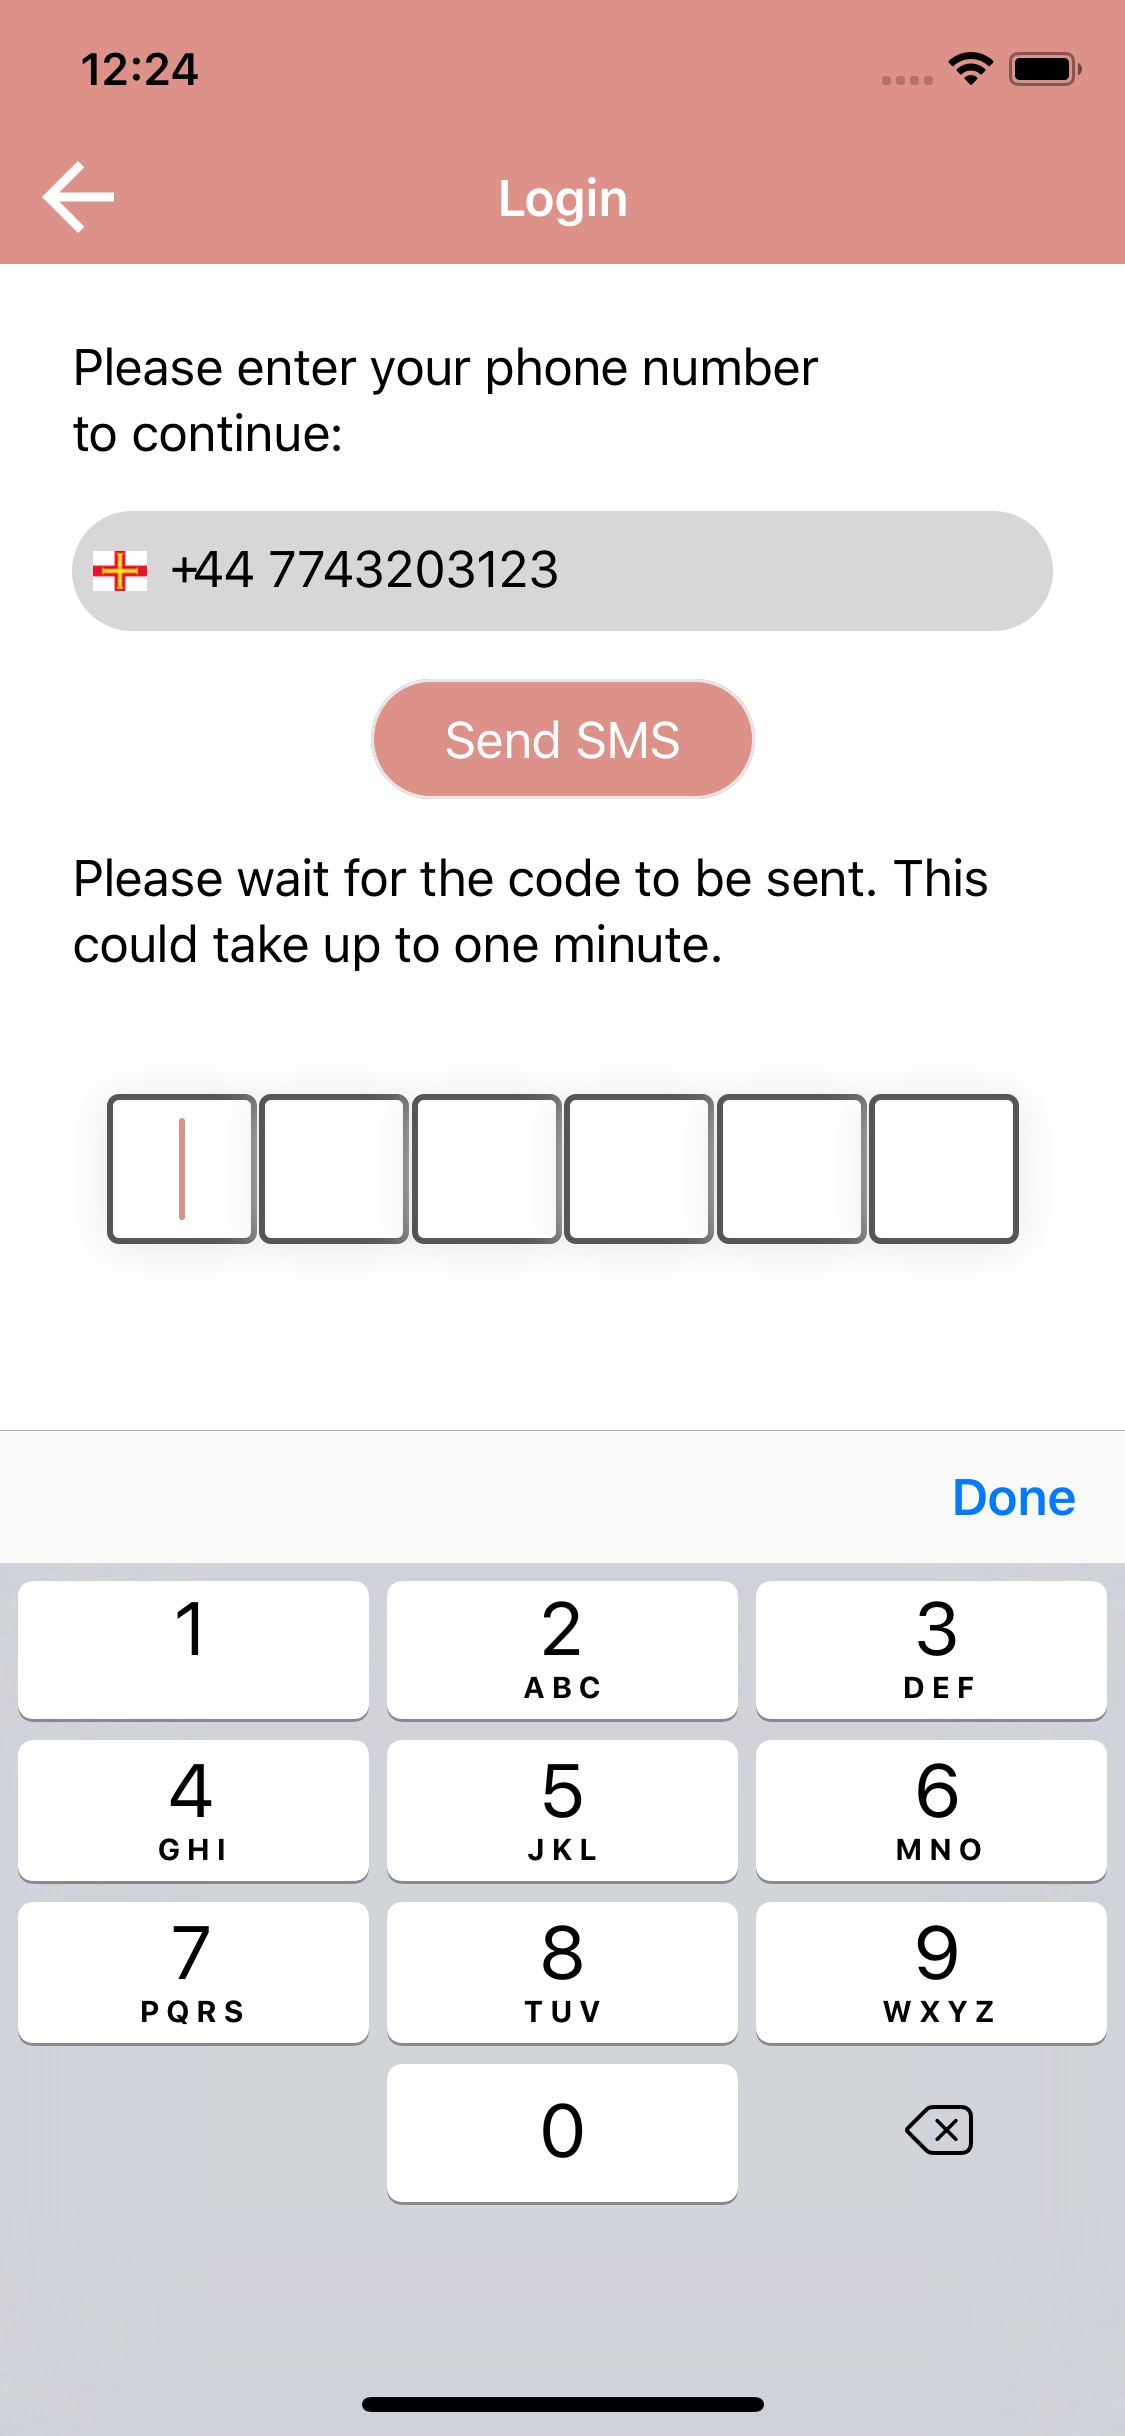 12:24
Login
Please enter your phone number
to continue:
+44 7743203123
Send SMS
Please wait for the code to be sent. This
could take up to one minute.
Done
1
2
ABC
3
DEF
4
GHI
5
JKL
6
MNO
7
PQRS
8
TUV
9
WXYZ
0